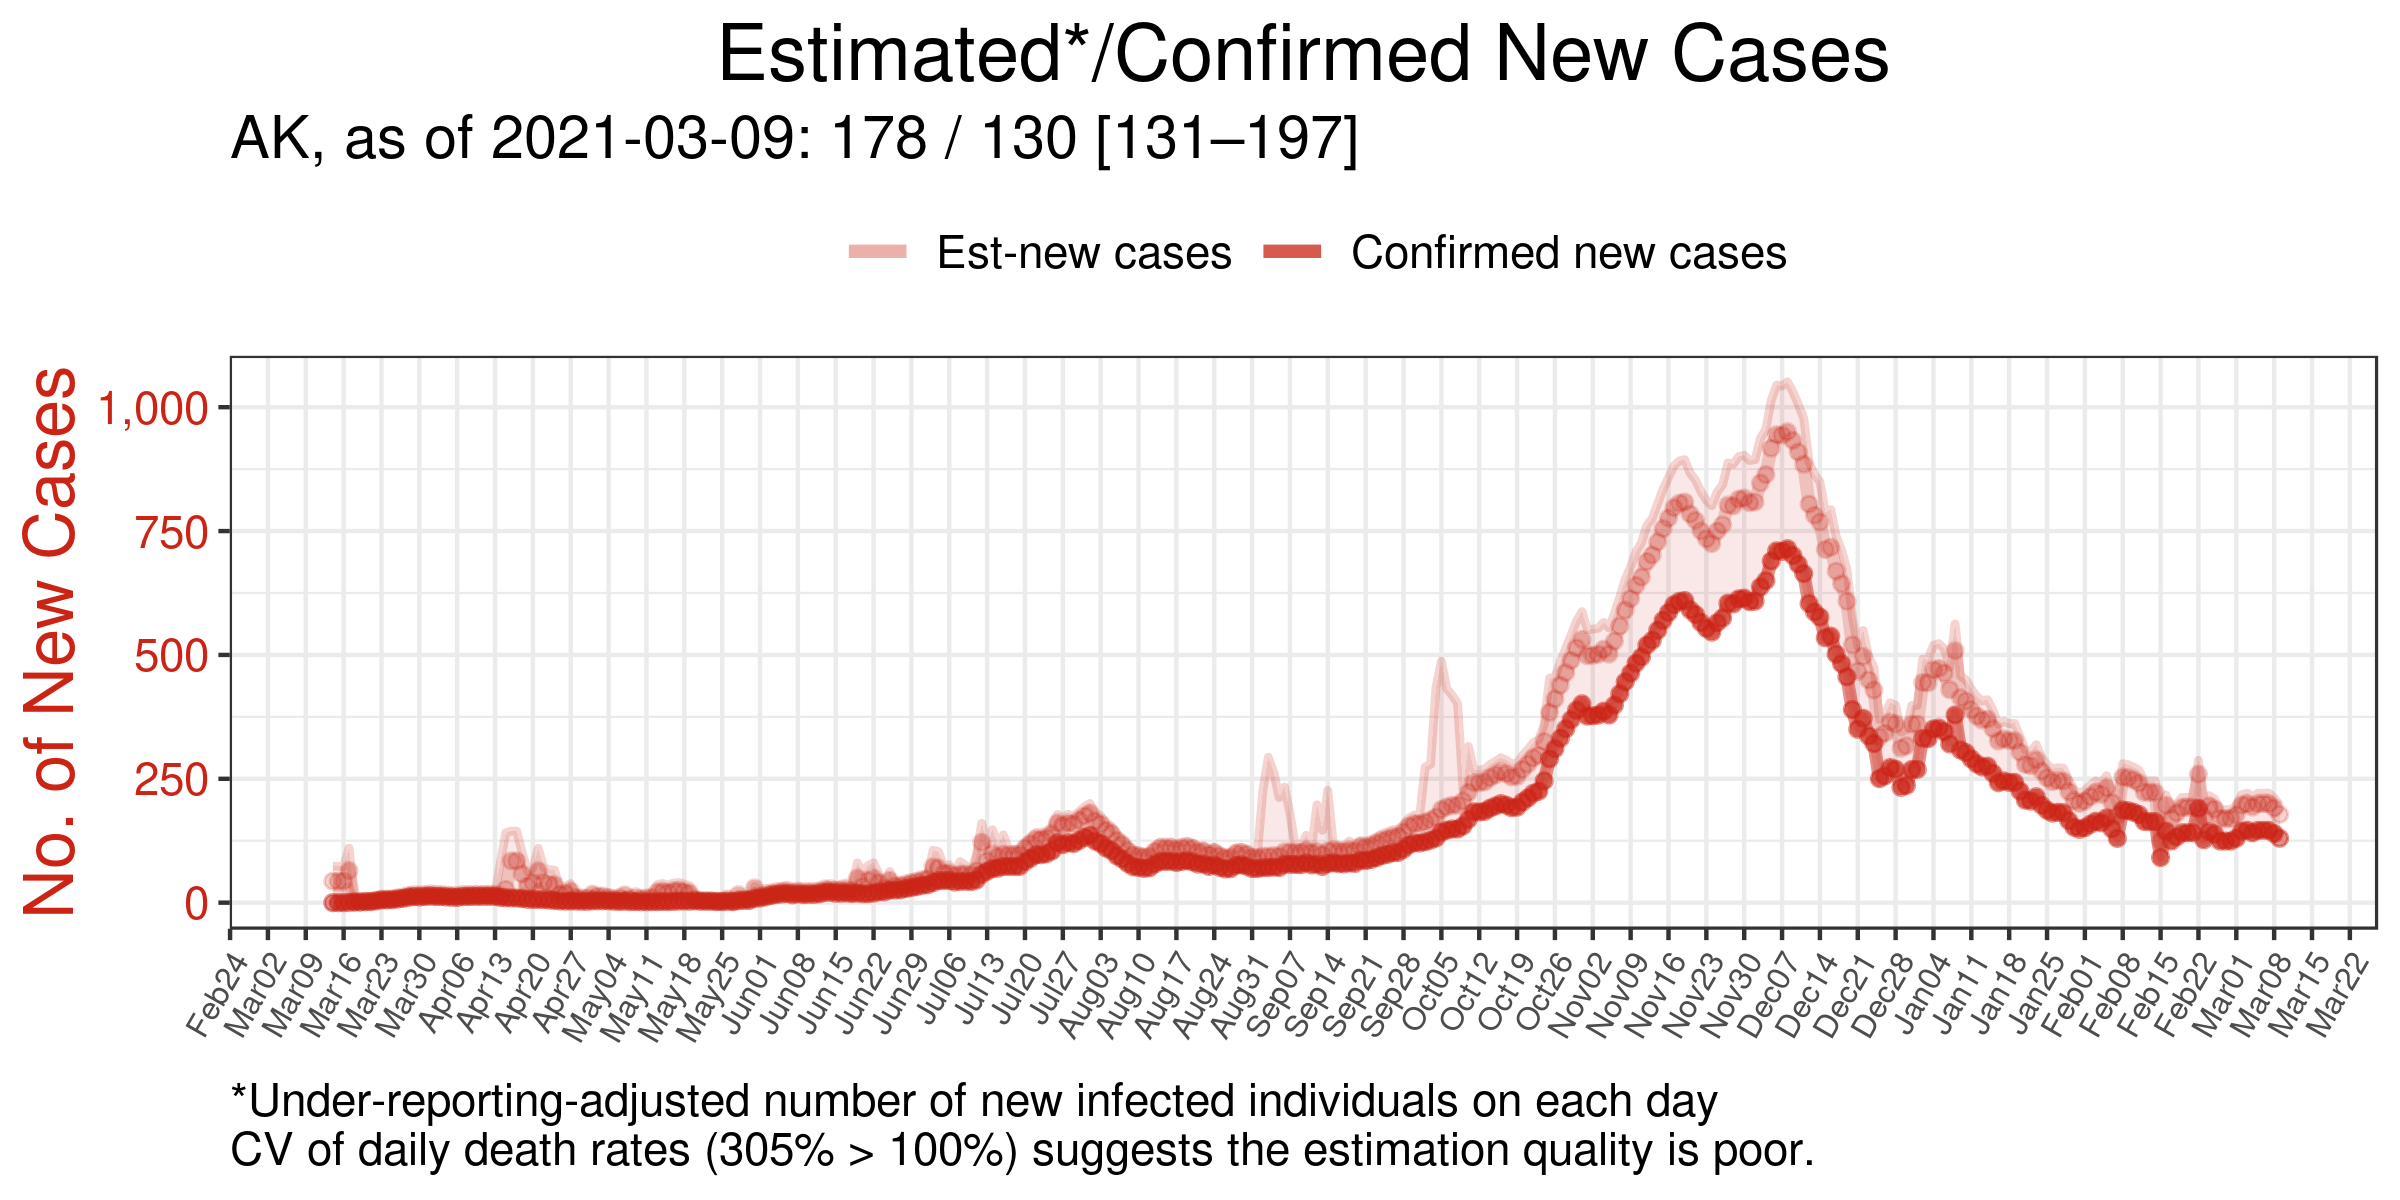 Estimated*/Confirmed New Cases
AK, as of 2021-03-09: 178 / 130 [131–197]
Est-new cases
Confirmed new cases
No. of New Cases
1,000
750
500
250
0
Feb24
Mar02
Mar09
Mar16
Mar23
Mar30
Apr06
Apr13
Apr20
Apr27
May04
May11
May18
May25
Jun01
Jun08
Jun15
Jun22
Jun29
Jul06
Jul13
Jul20
Jul27
Aug03
Aug10
Aug17
Aug24
Aug31
Sep07
Sep14
Sep21
Sep28
Oct05
Oct12
Oct19
Oct26
Nov02
Nov09
Nov16
Nov23
Nov30
Dec07
Dec14
Dec21
Dec28
Jan04
Jan11
Jan18
Jan25
Feb01
Feb08
Feb15
Feb22
Mar01
Mar08
Mar15
Mar22
*Under-reporting-adjusted number of new infected individuals on each day
CV of daily death rates (305% > 100%) suggests the estimation quality is poor.